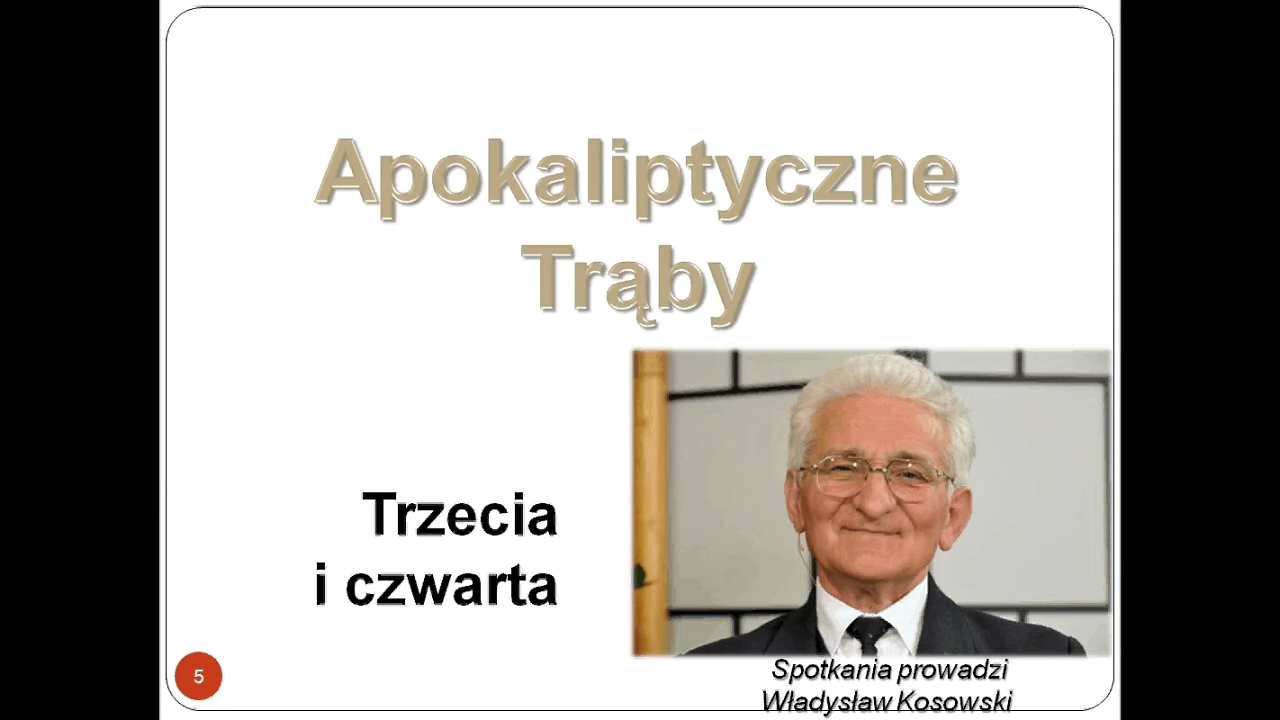 Apokaliptyczne
Trąby
Trzecia
i czwarta
5
Spotkania prowadzi
Władysław Kosowski